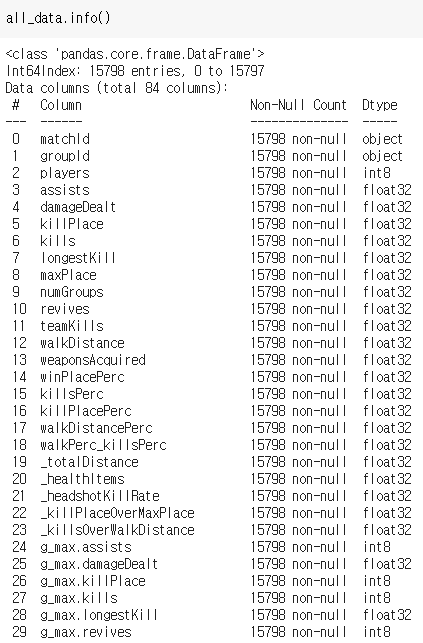 all_data.info()
<class 'pandas.core.frame.DataFrame'>
Int64Index: 15798 entries, 0 to 15797
Data columns (total 84 columns):
 #   Column                   Non-Null Count  Dtype
---  ------                   --------------  -----
 0   matchId                  15798 non-null  object
 1   groupId                  15798 non-null  object
 2   players                  15798 non-null  int8
 3   assists                  15798 non-null  float32
 4   damageDealt              15798 non-null  float32
 5   killPlace                15798 non-null  float32
 6   kills                    15798 non-null  float32
 7   longestKill              15798 non-null  float32
 8   maxPlace                 15798 non-null  float32
 9   numGroups                15798 non-null  float32
 10  revives                  15798 non-null  float32
 11  teamKills                15798 non-null  float32
 12  walkDistance             15798 non-null  float32
 13  weaponsAcquired          15798 non-null  float32
 14  winPlacePerc             15798 non-null  float32
 15  killsPerc                15798 non-null  float32
 16  killPlacePerc            15798 non-null  float32
 17  walkDistancePerc         15798 non-null  float32
 18  walkPerc_killsPerc       15798 non-null  float32
 19  _totalDistance           15798 non-null  float32
 20  _healthItems             15798 non-null  float32
 21  _headshotKillRate        15798 non-null  float32
 22  _killPlaceOverMaxPlace   15798 non-null  float32
 23  _killsOverWalkDistance   15798 non-null  float32
 24  g_max.assists            15798 non-null  int8
 25  g_max.damageDealt        15798 non-null  float32
 26  g_max.killPlace          15798 non-null  int8
 27  g_max.kills              15798 non-null  int8
 28  g_max.longestKill        15798 non-null  float32
 29  g_max.revives            15798 non-null  int8